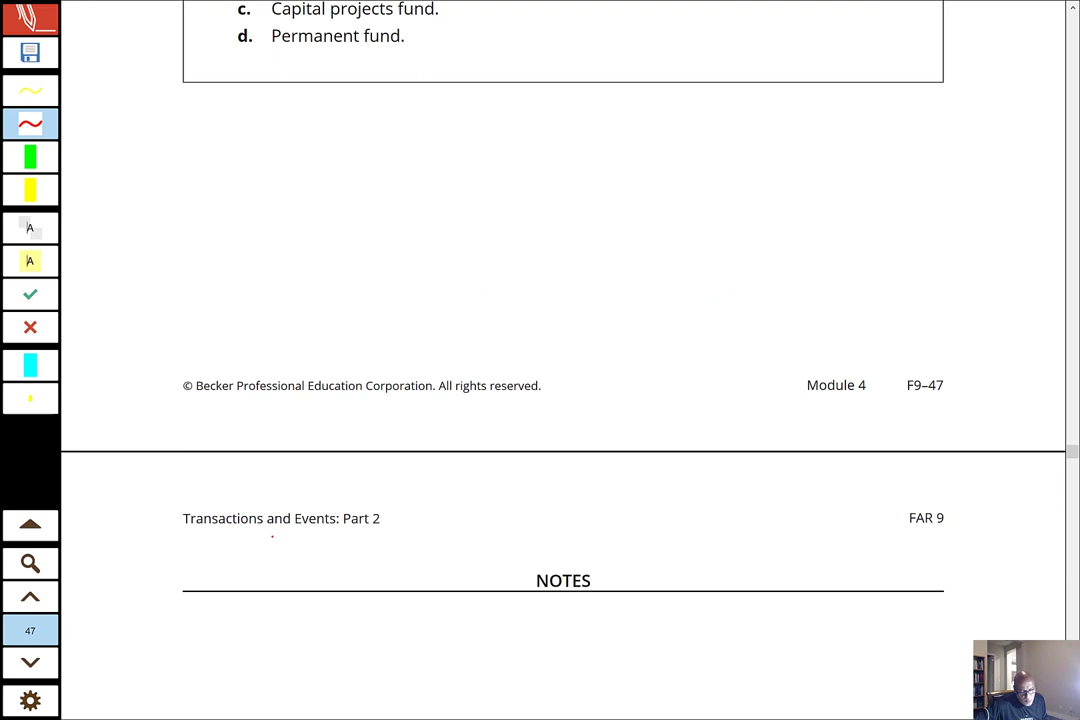 c. Capital projects fund.
d. Permanent fund.
A
A
© Becker Professional Education Corporation. All rights reserved. Module 4 F9–47
Transactions and Events: Part 2 FAR 9
NOTES
47